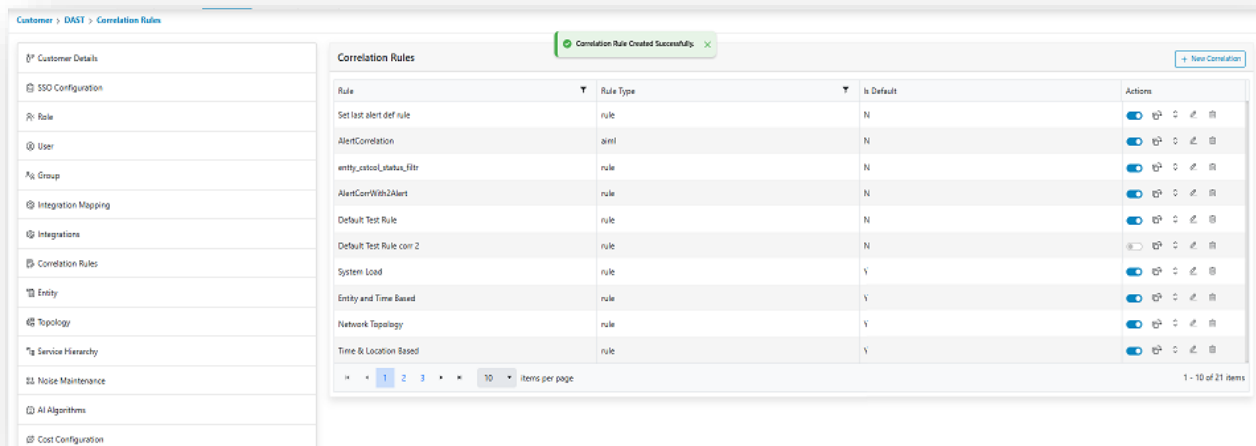 Customer > DAST > Correlation Rules
Correlation Rule Created Successfully.
Customer Details
SSO Configuration
Role
User
Group
Integration Mapping
Integrations
Correlation Rules
Entity
Topology
Service Hierarchy
Noise Maintenance
AI Algorithms
Cost Configuration
Correlation Rules
+ New Correlation
Rule Rule Type Is Default Actions
Set last alert def rule rule N
AlertCorrelation aiml N
entty_cstcol_status_filtr rule N
AlertCorrWith2Alert rule N
Default Test Rule rule N
Default Test Rule corr 2 rule N
System Load rule Y
Entity and Time Based rule Y
Network Topology rule Y
Time & Location Based rule Y
1 2 3 10 items per page 1 - 10 of 21 items